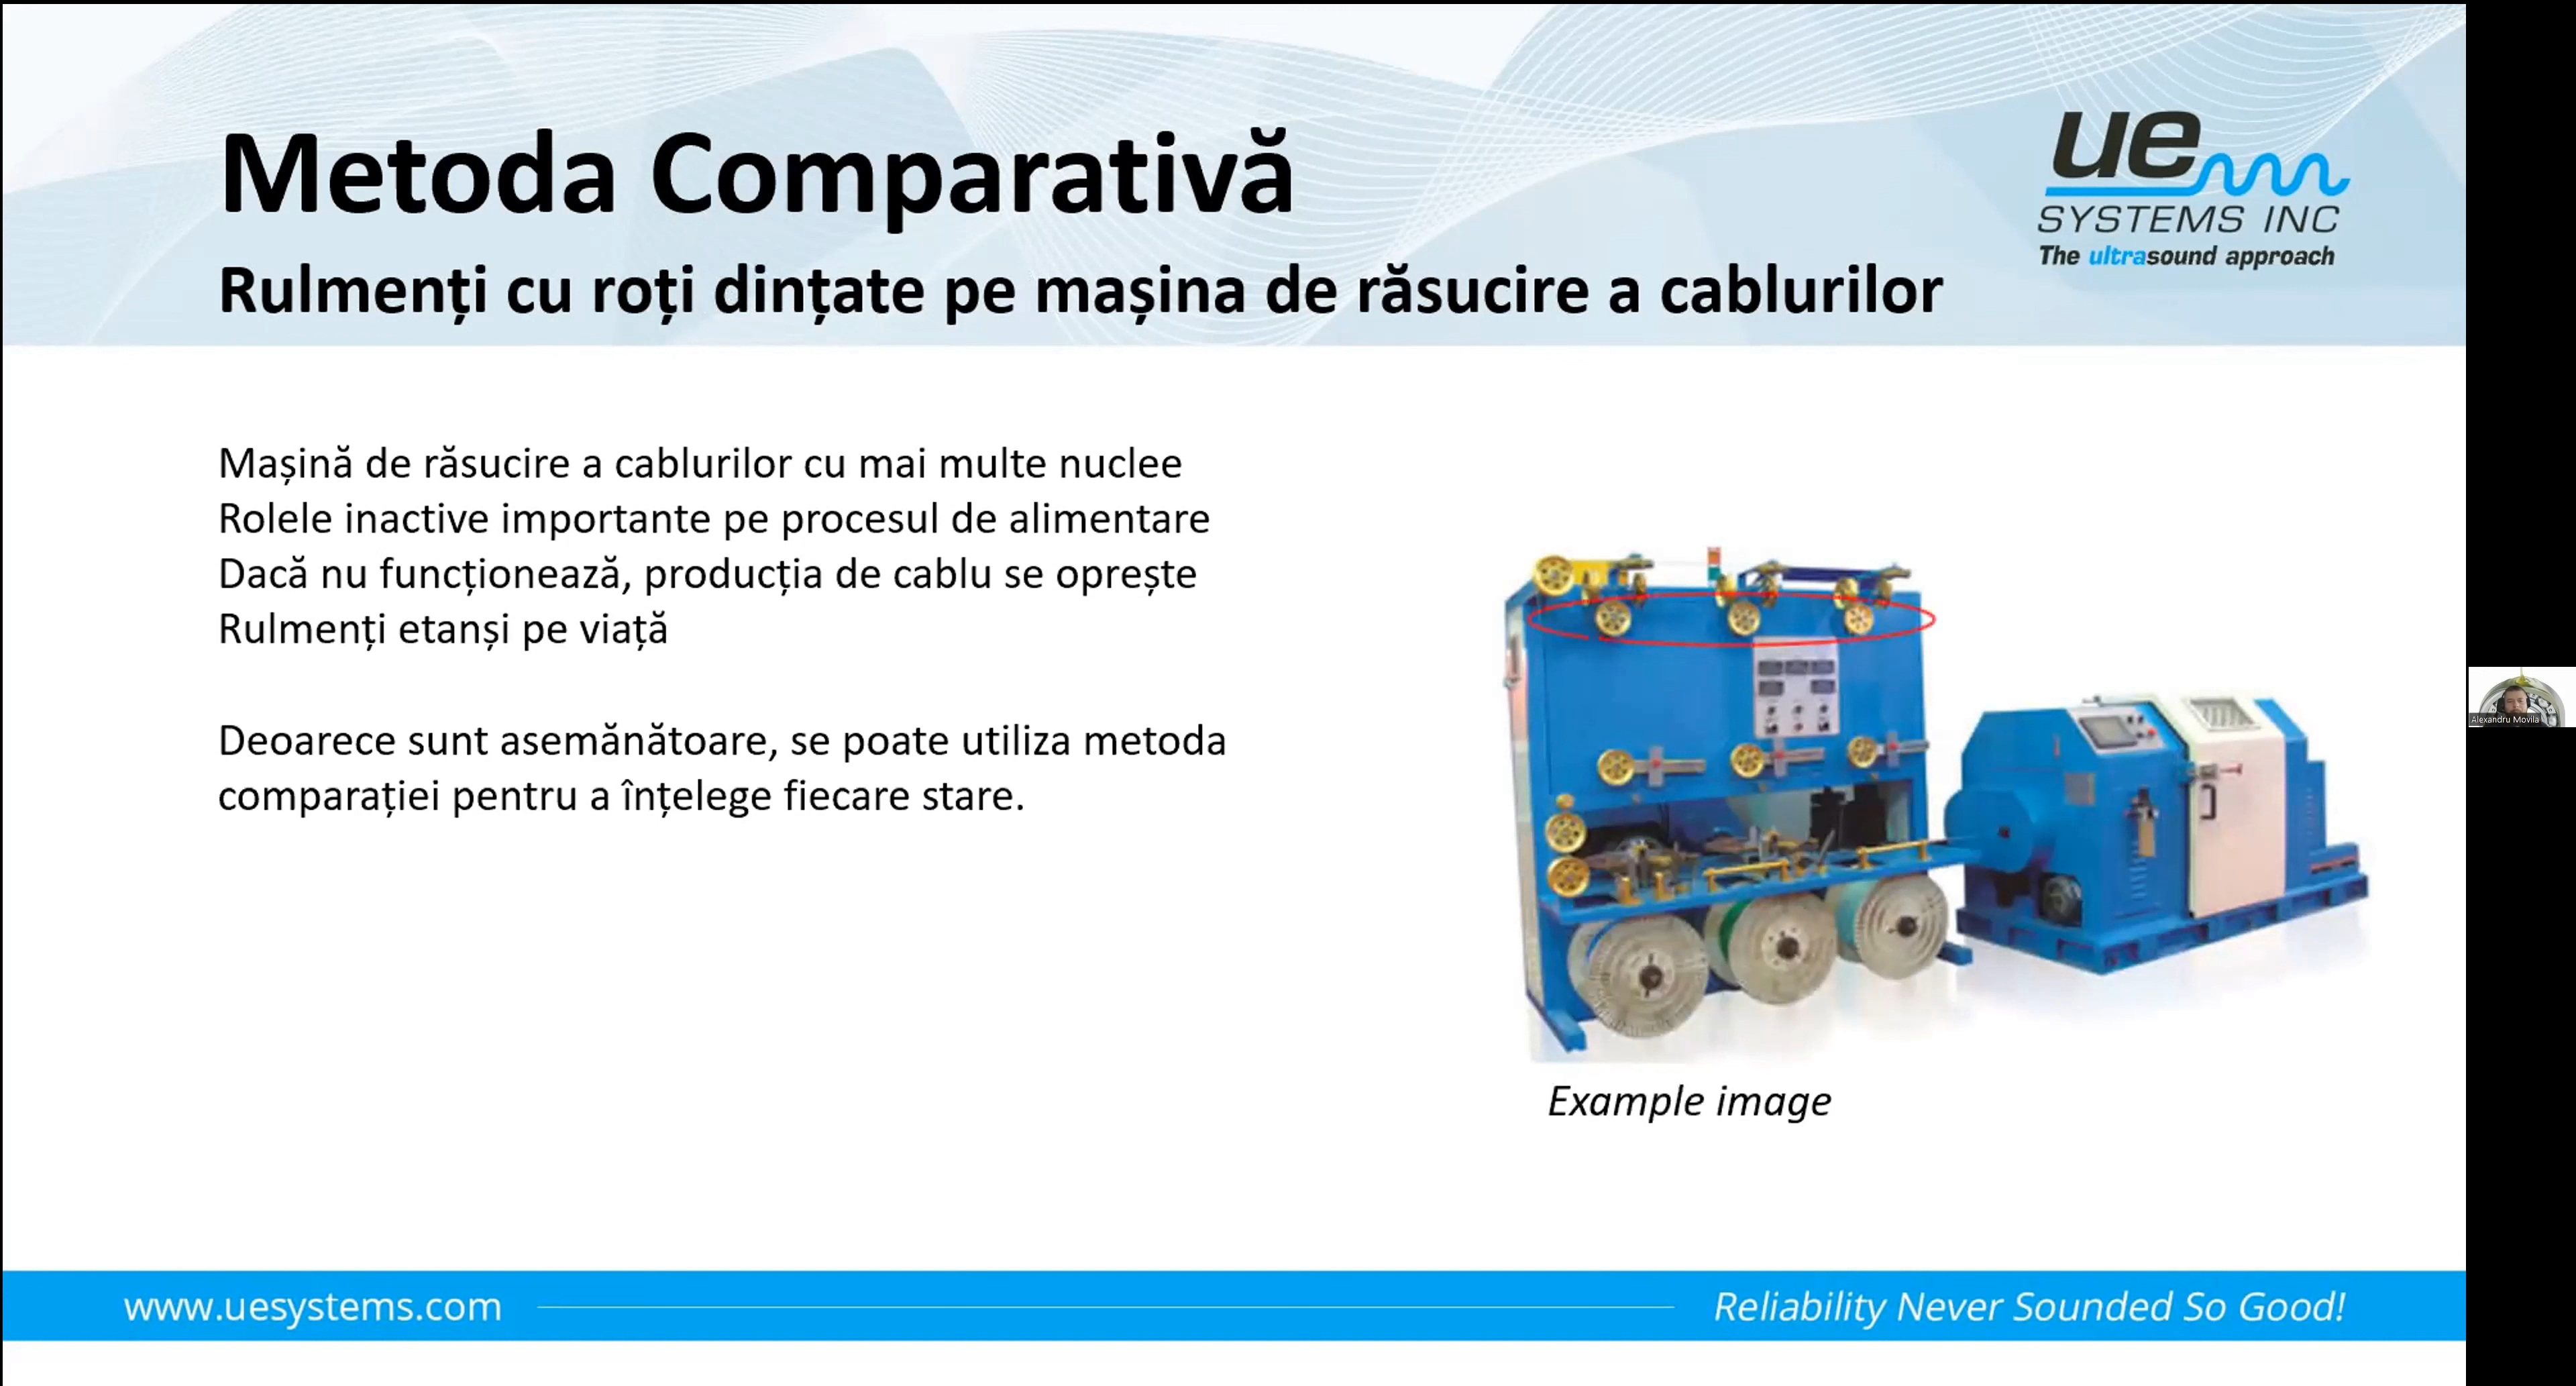 Metoda Comparativă
Rulmenți cu roți dințate pe mașina de răsucire a cablurilor
ue
SYSTEMS INC
The ultrasound approach
Mașină de răsucire a cablurilor cu mai multe nuclee
Rolele inactive importante pe procesul de alimentare
Dacă nu funcționează, producția de cablu se oprește
Rulmenți etanși pe viață
Deoarece sunt asemănătoare, se poate utiliza metoda
comparației pentru a înțelege fiecare stare.
Example image
Alexandru Movila
www.uesystems.com
Reliability Never Sounded So Good!